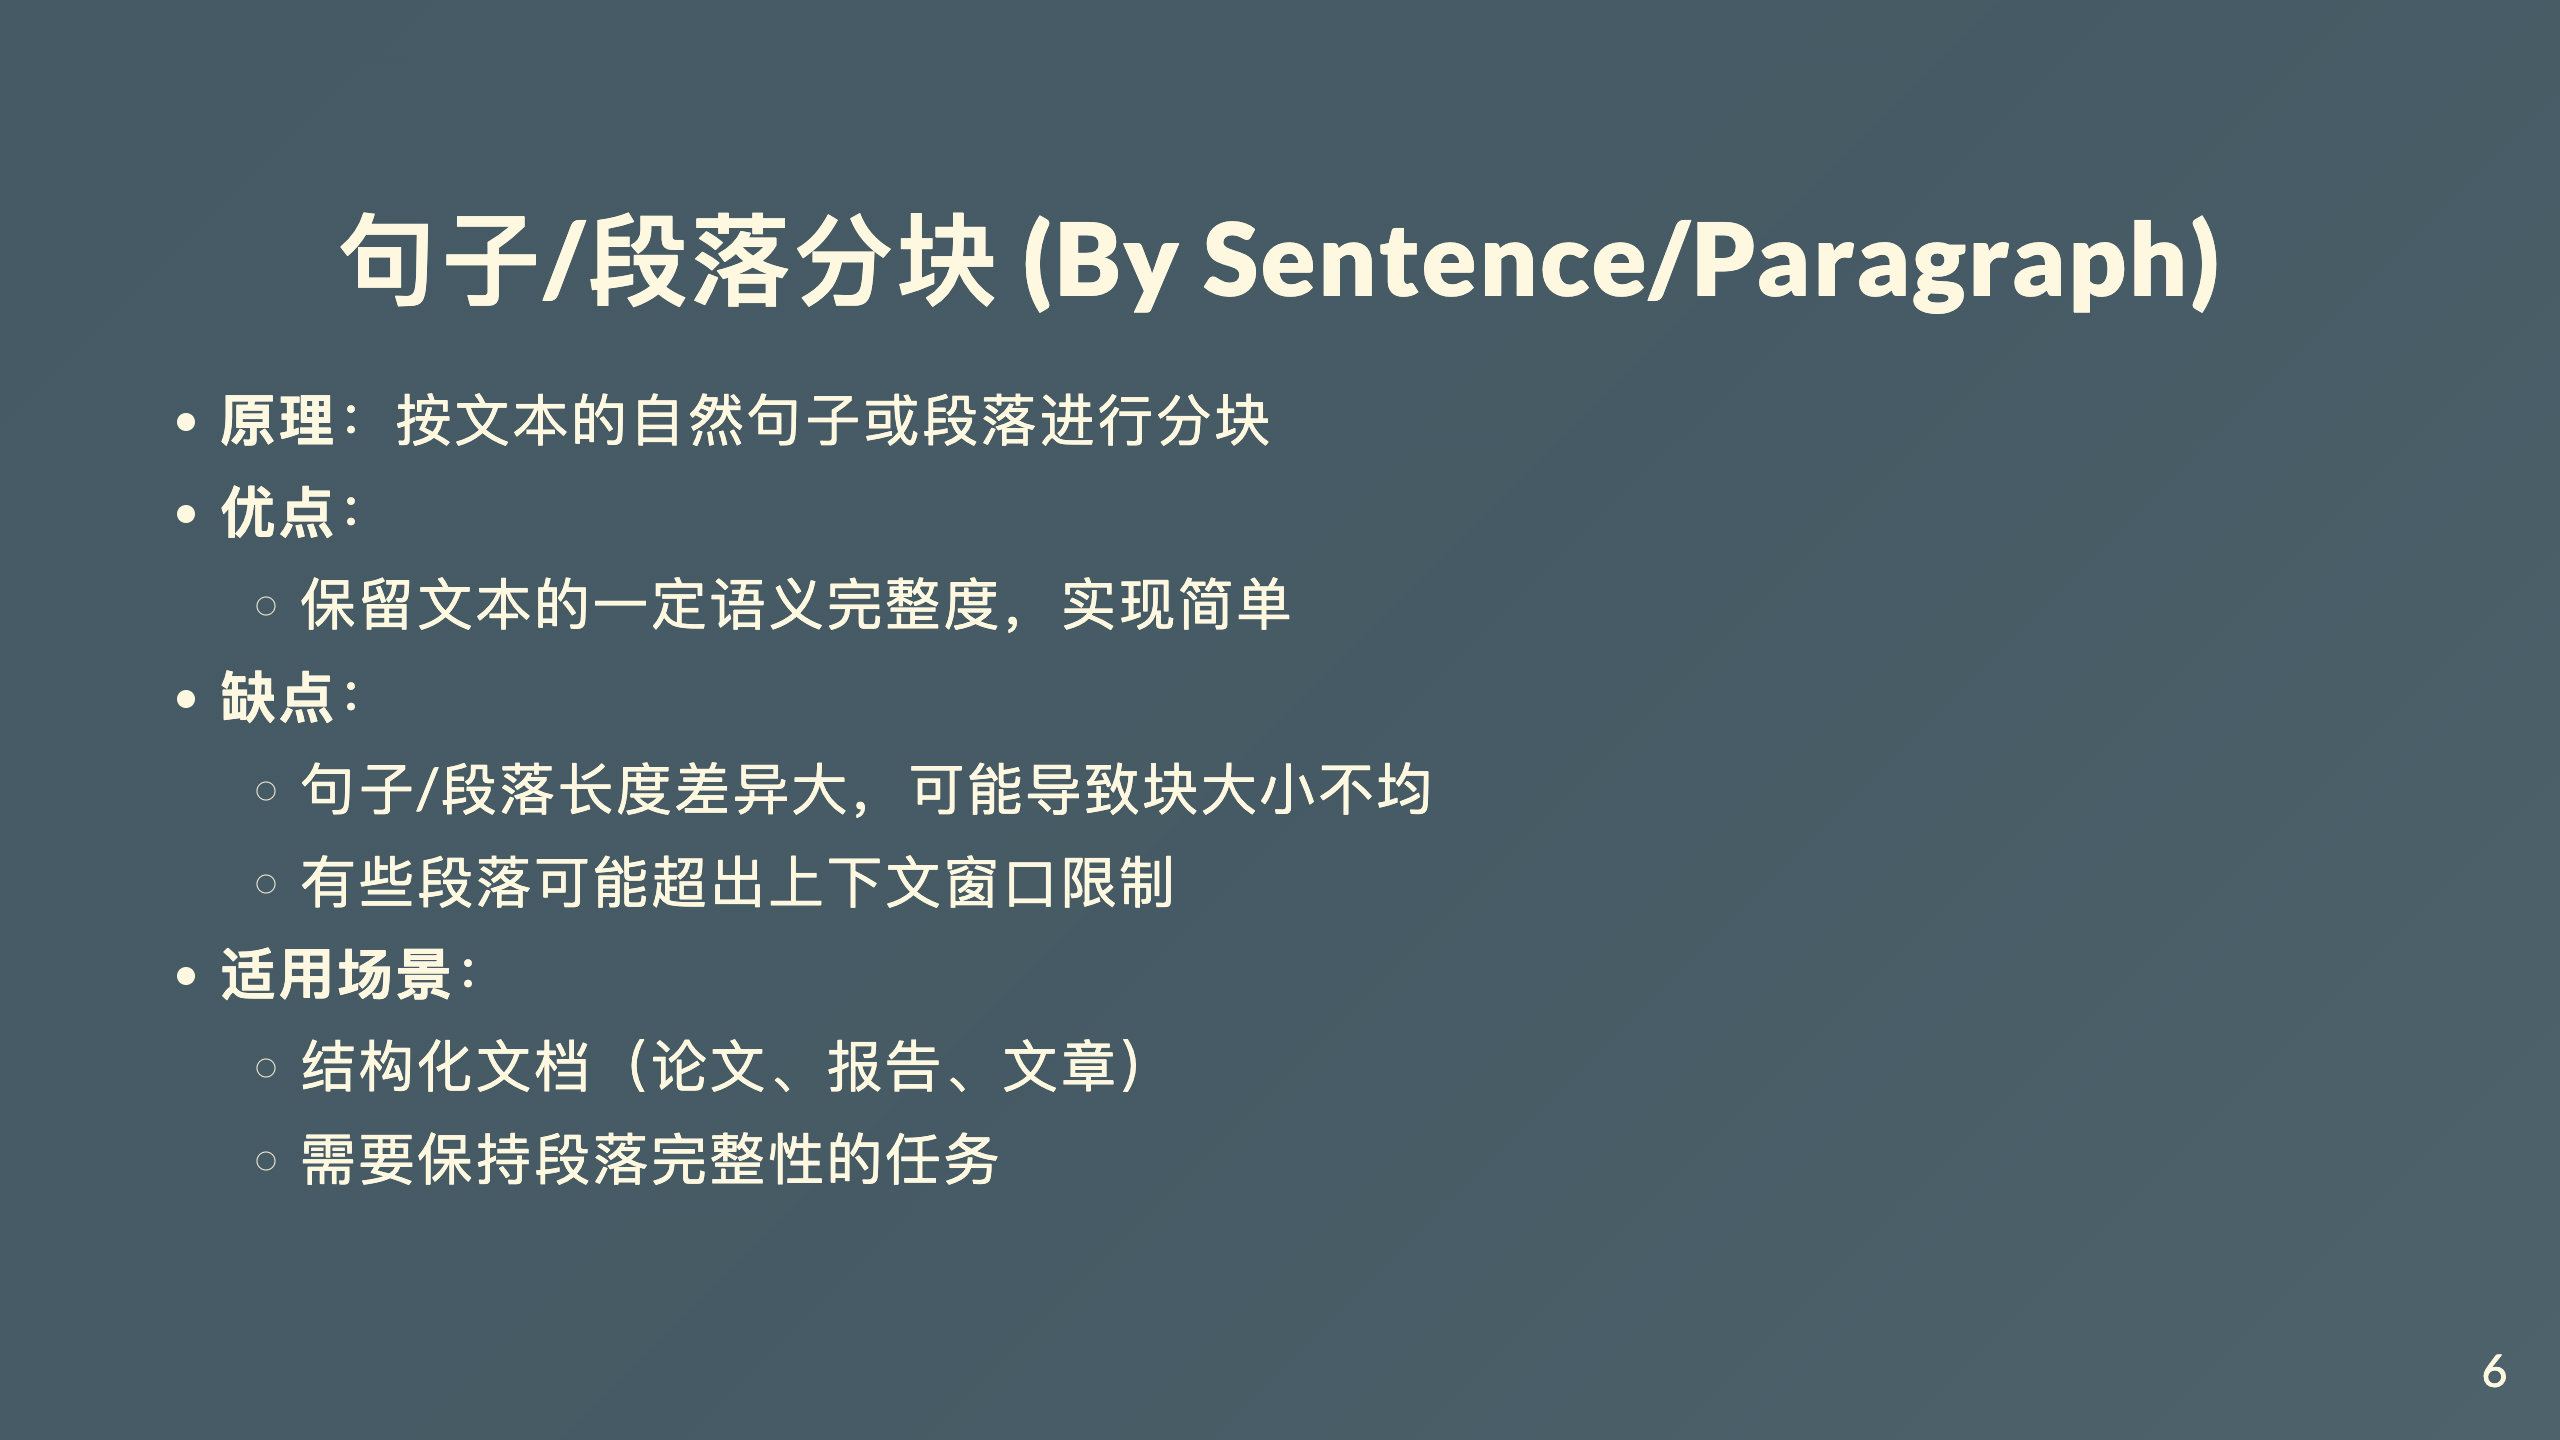 句子/段落分块 (By Sentence/Paragraph)
• 原理：按文本的自然句子或段落进行分块
• 优点：
○ 保留文本的一定语义完整度，实现简单
• 缺点：
○ 句子/段落长度差异大，可能导致块大小不均
○ 有些段落可能超出上下文窗口限制
• 适用场景：
○ 结构化文档（论文、报告、文章）
○ 需要保持段落完整性的任务
6